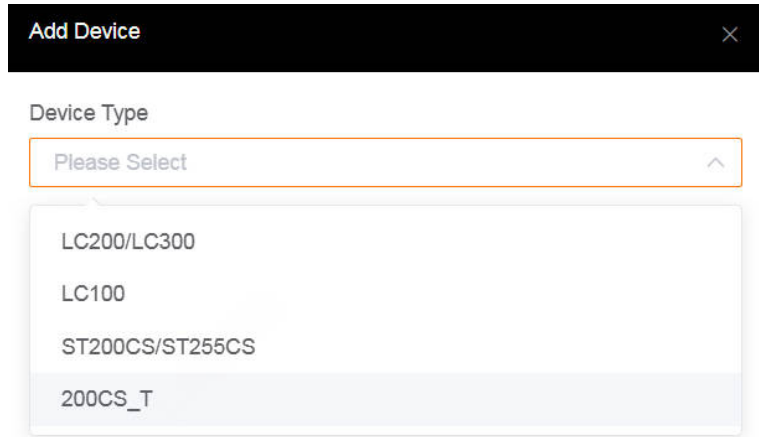 Add Device
Device Type
Please Select
LC200/LC300
LC100
ST200CS/ST255CS
200CS_T